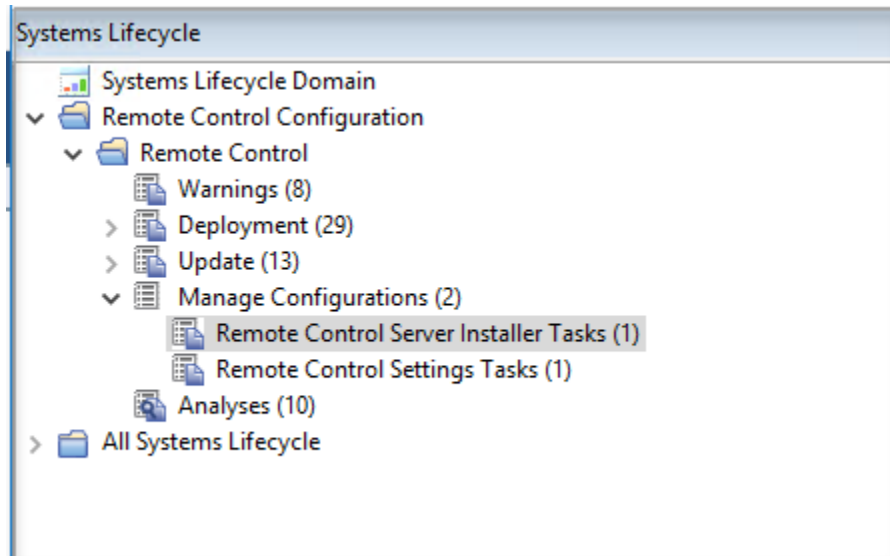 Systems Lifecycle
Systems Lifecycle Domain
Remote Control Configuration
Remote Control
Warnings (8)
Deployment (29)
Update (13)
Manage Configurations (2)
Remote Control Server Installer Tasks (1)
Remote Control Settings Tasks (1)
Analyses (10)
All Systems Lifecycle